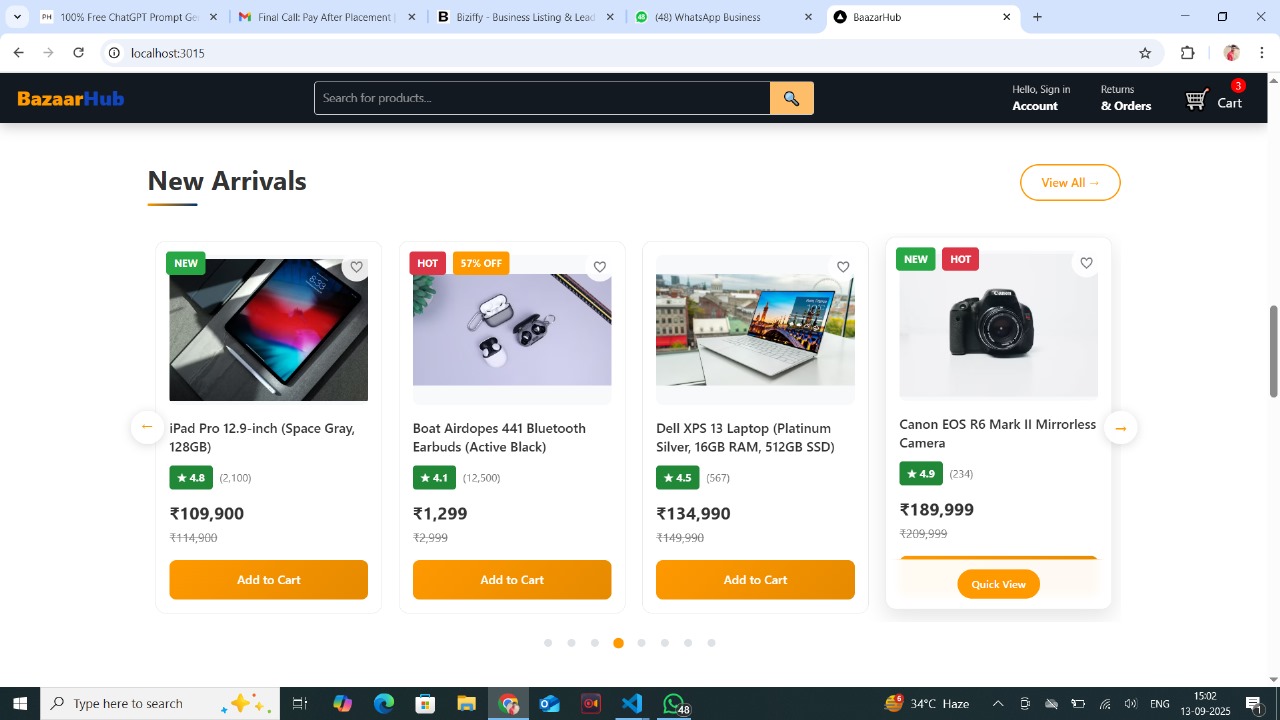 100% Free ChatGPT Prompt Ger
Final Call: Pay After Placement
Bizify - Business Listing & Lead
(48) WhatsApp Business
BaazarHub
localhost:3015
BazaarHub
Search for products...
Hello, Sign in
Account
Returns
& Orders
3
Cart
New Arrivals
View All →
NEW
HOT
57% OFF
NEW
HOT
iPad Pro 12.9-inch (Space Gray,
128GB)
★ 4.8 (2,100)
₹109,900
₹114,900
Add to Cart
Boat Airdopes 441 Bluetooth
Earbuds (Active Black)
★ 4.1 (12,500)
₹1,299
₹2,999
Add to Cart
Dell XPS 13 Laptop (Platinum
Silver, 16GB RAM, 512GB SSD)
★ 4.5 (567)
₹134,990
₹149,990
Add to Cart
Canon
Canon EOS R6 Mark II Mirrorless
Camera
★ 4.9 (234)
₹189,999
₹209,999
Quick View
←
→
Type here to search
48
6
34°C Haze
ENG
15:02
13-09-2025
1